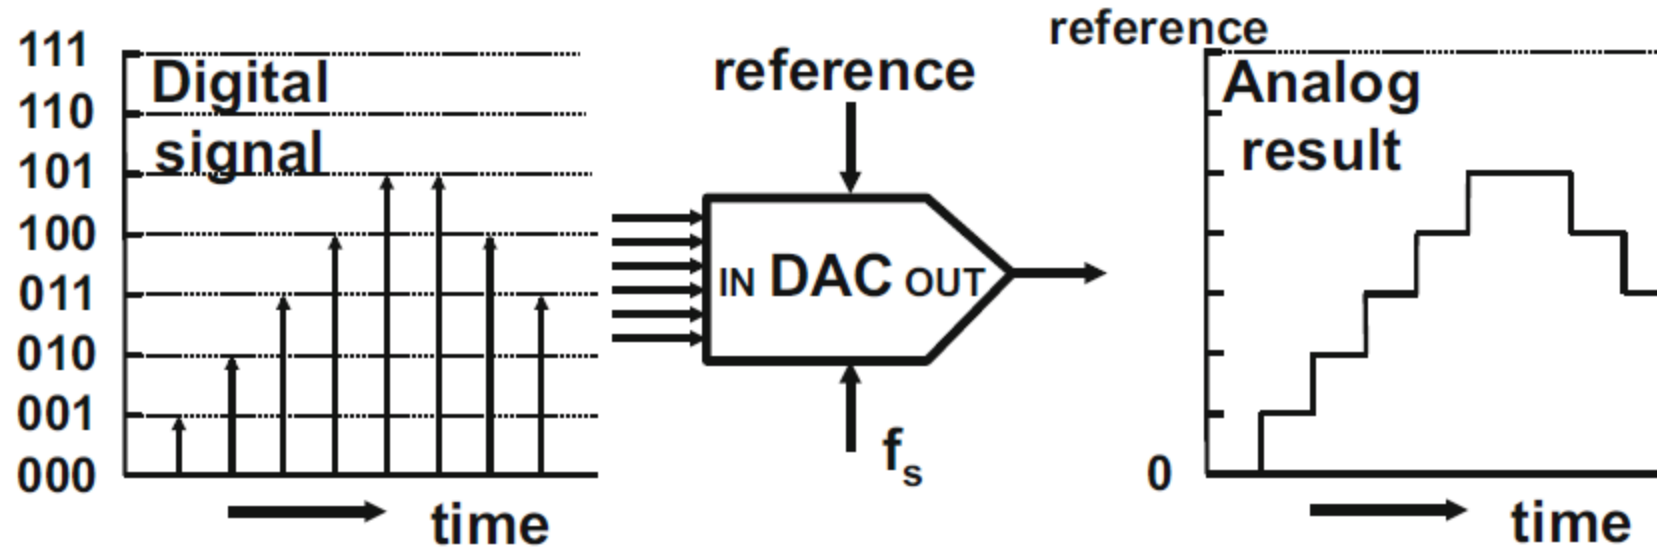 111
110
101
100
011
010
001
000
Digital
signal
time
reference
IN DAC OUT
fs
reference
Analog
result
0
time